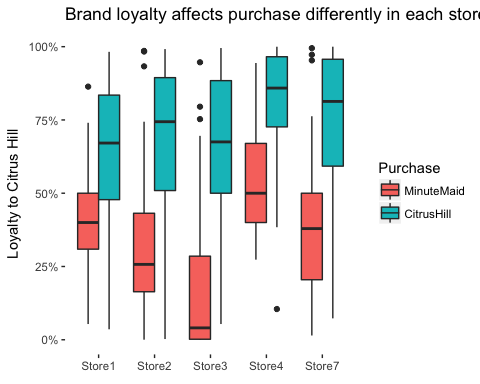 Brand loyalty affects purchase differently in each store
100%
75%
50%
25%
0%
Loyalty to Citrus Hill
Store1 Store2 Store3 Store4 Store7
Purchase
MinuteMaid
CitrusHill